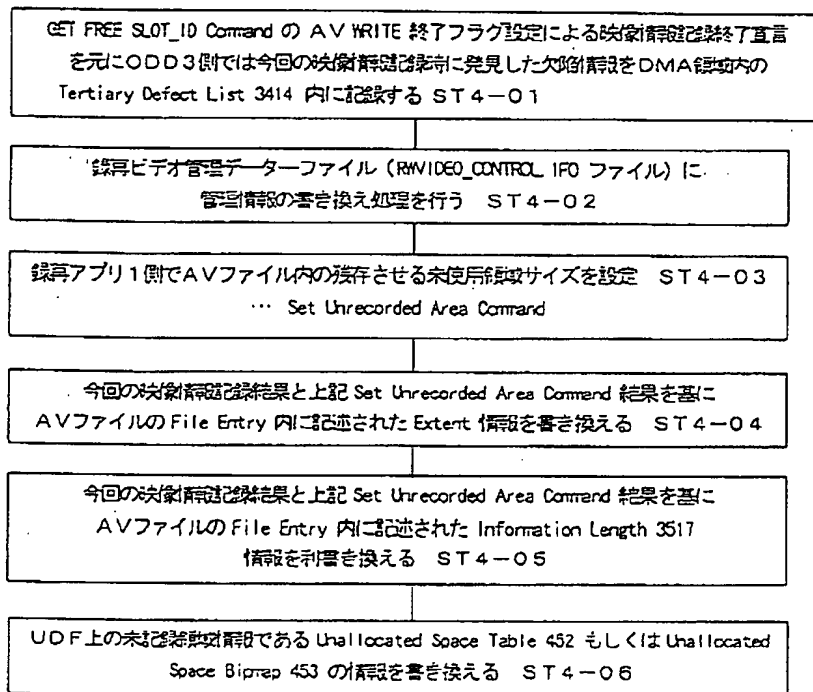 GET FREE SLOT_ID Command の AV WRITE 終了フラグ設定による映像情報記録終了宣言
を元にODD3側では今回の映像情報記録時に発見した欠陥情報をDMA領域内の
Tertiary Defect List 3414 内に記録する ST4-01
録再ビデオ管理データーファイル(RWVIDEO_CONTROL IFO ファイル)に
管理情報の書き換え処理を行う ST4-02
録再アプリ1側でAVファイル内の残存させる未使用領域サイズを設定 ST4-03
… Set Unrecorded Area Command
今回の映像情報記録結果と上記 Set Unrecorded Area Command 結果を基に
AVファイルの File Entry 内に記述された Extent 情報を書き換える ST4-04
今回の映像情報記録結果と上記 Set Unrecorded Area Command 結果を基に
AVファイルの File Entry 内に記述された Information Length 3517
情報を利書き換える ST4-05
UDF上の未記録領域情報である Unallocated Space Table 452 もしくは Unallocated
Space Bitmap 453 の情報を書き換える ST4-06